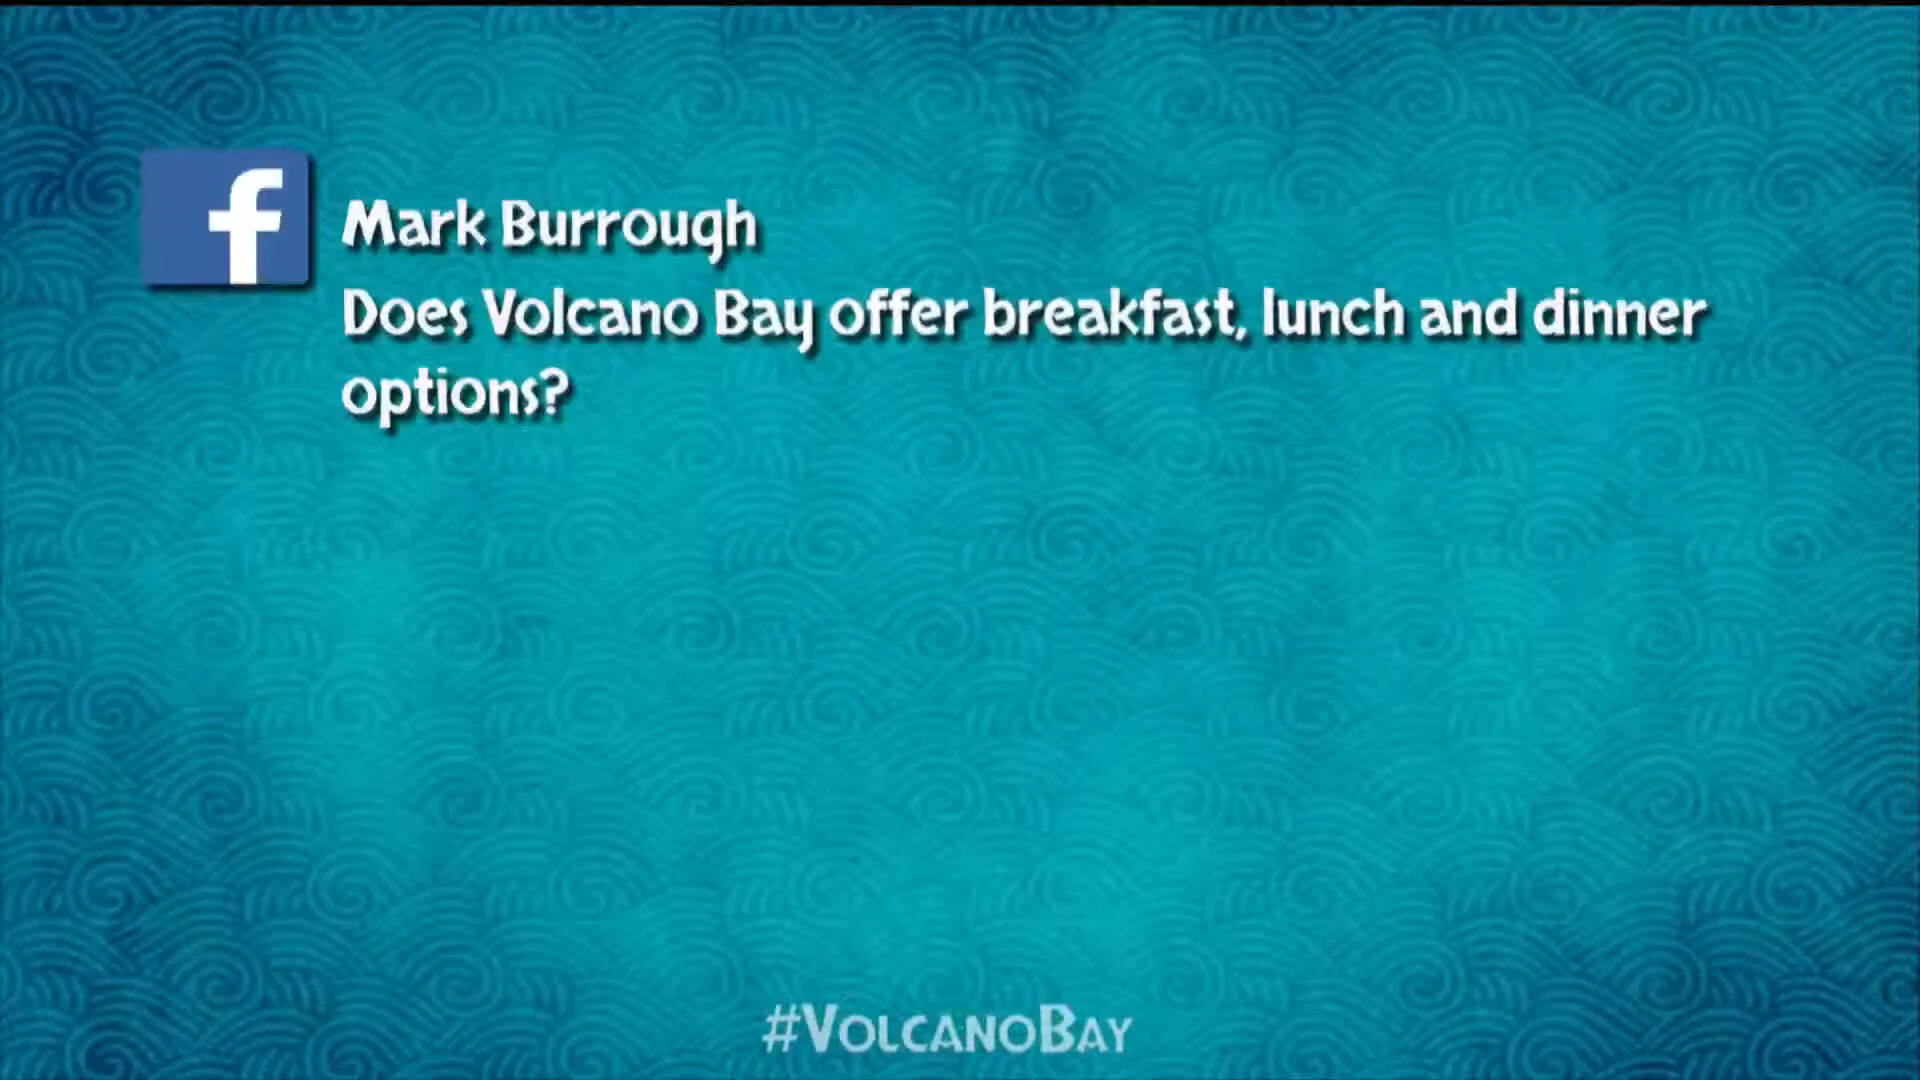 Mark Burrough
Does Volcano Bay offer breakfast, lunch and dinner
options?
#VOLCANOBAY